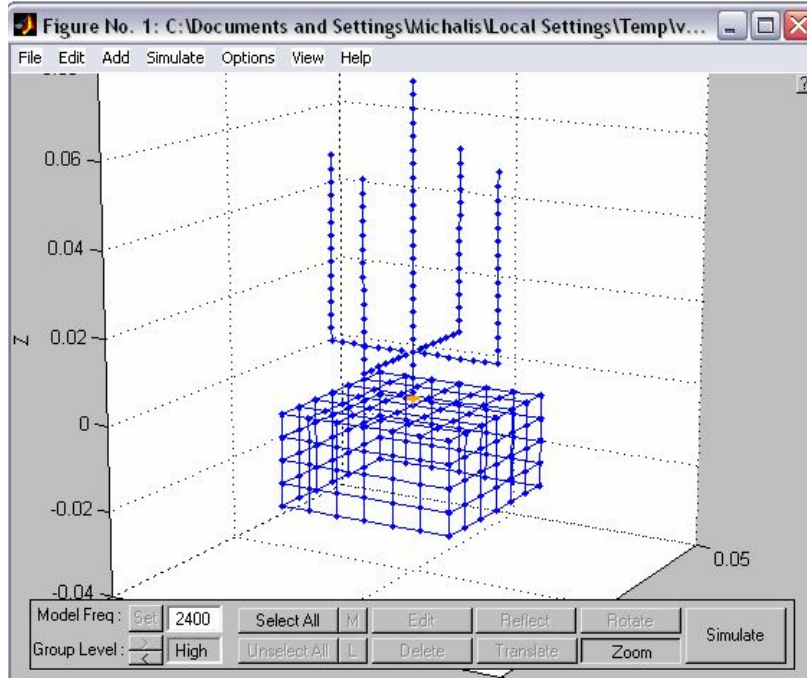 Figure No. 1: C:\Documents and Settings\Michalis\Local Settings\Temp\v...
File Edit Add Simulate Options View Help
?
0.06
0.04
Z
0.02
0
-0.02
-0.04
0.05
Model Freq : Set 2400 Select All M Edit Reflect Rotate
Simulate
Group Level : > < High Unselect All L Delete Translate Zoom